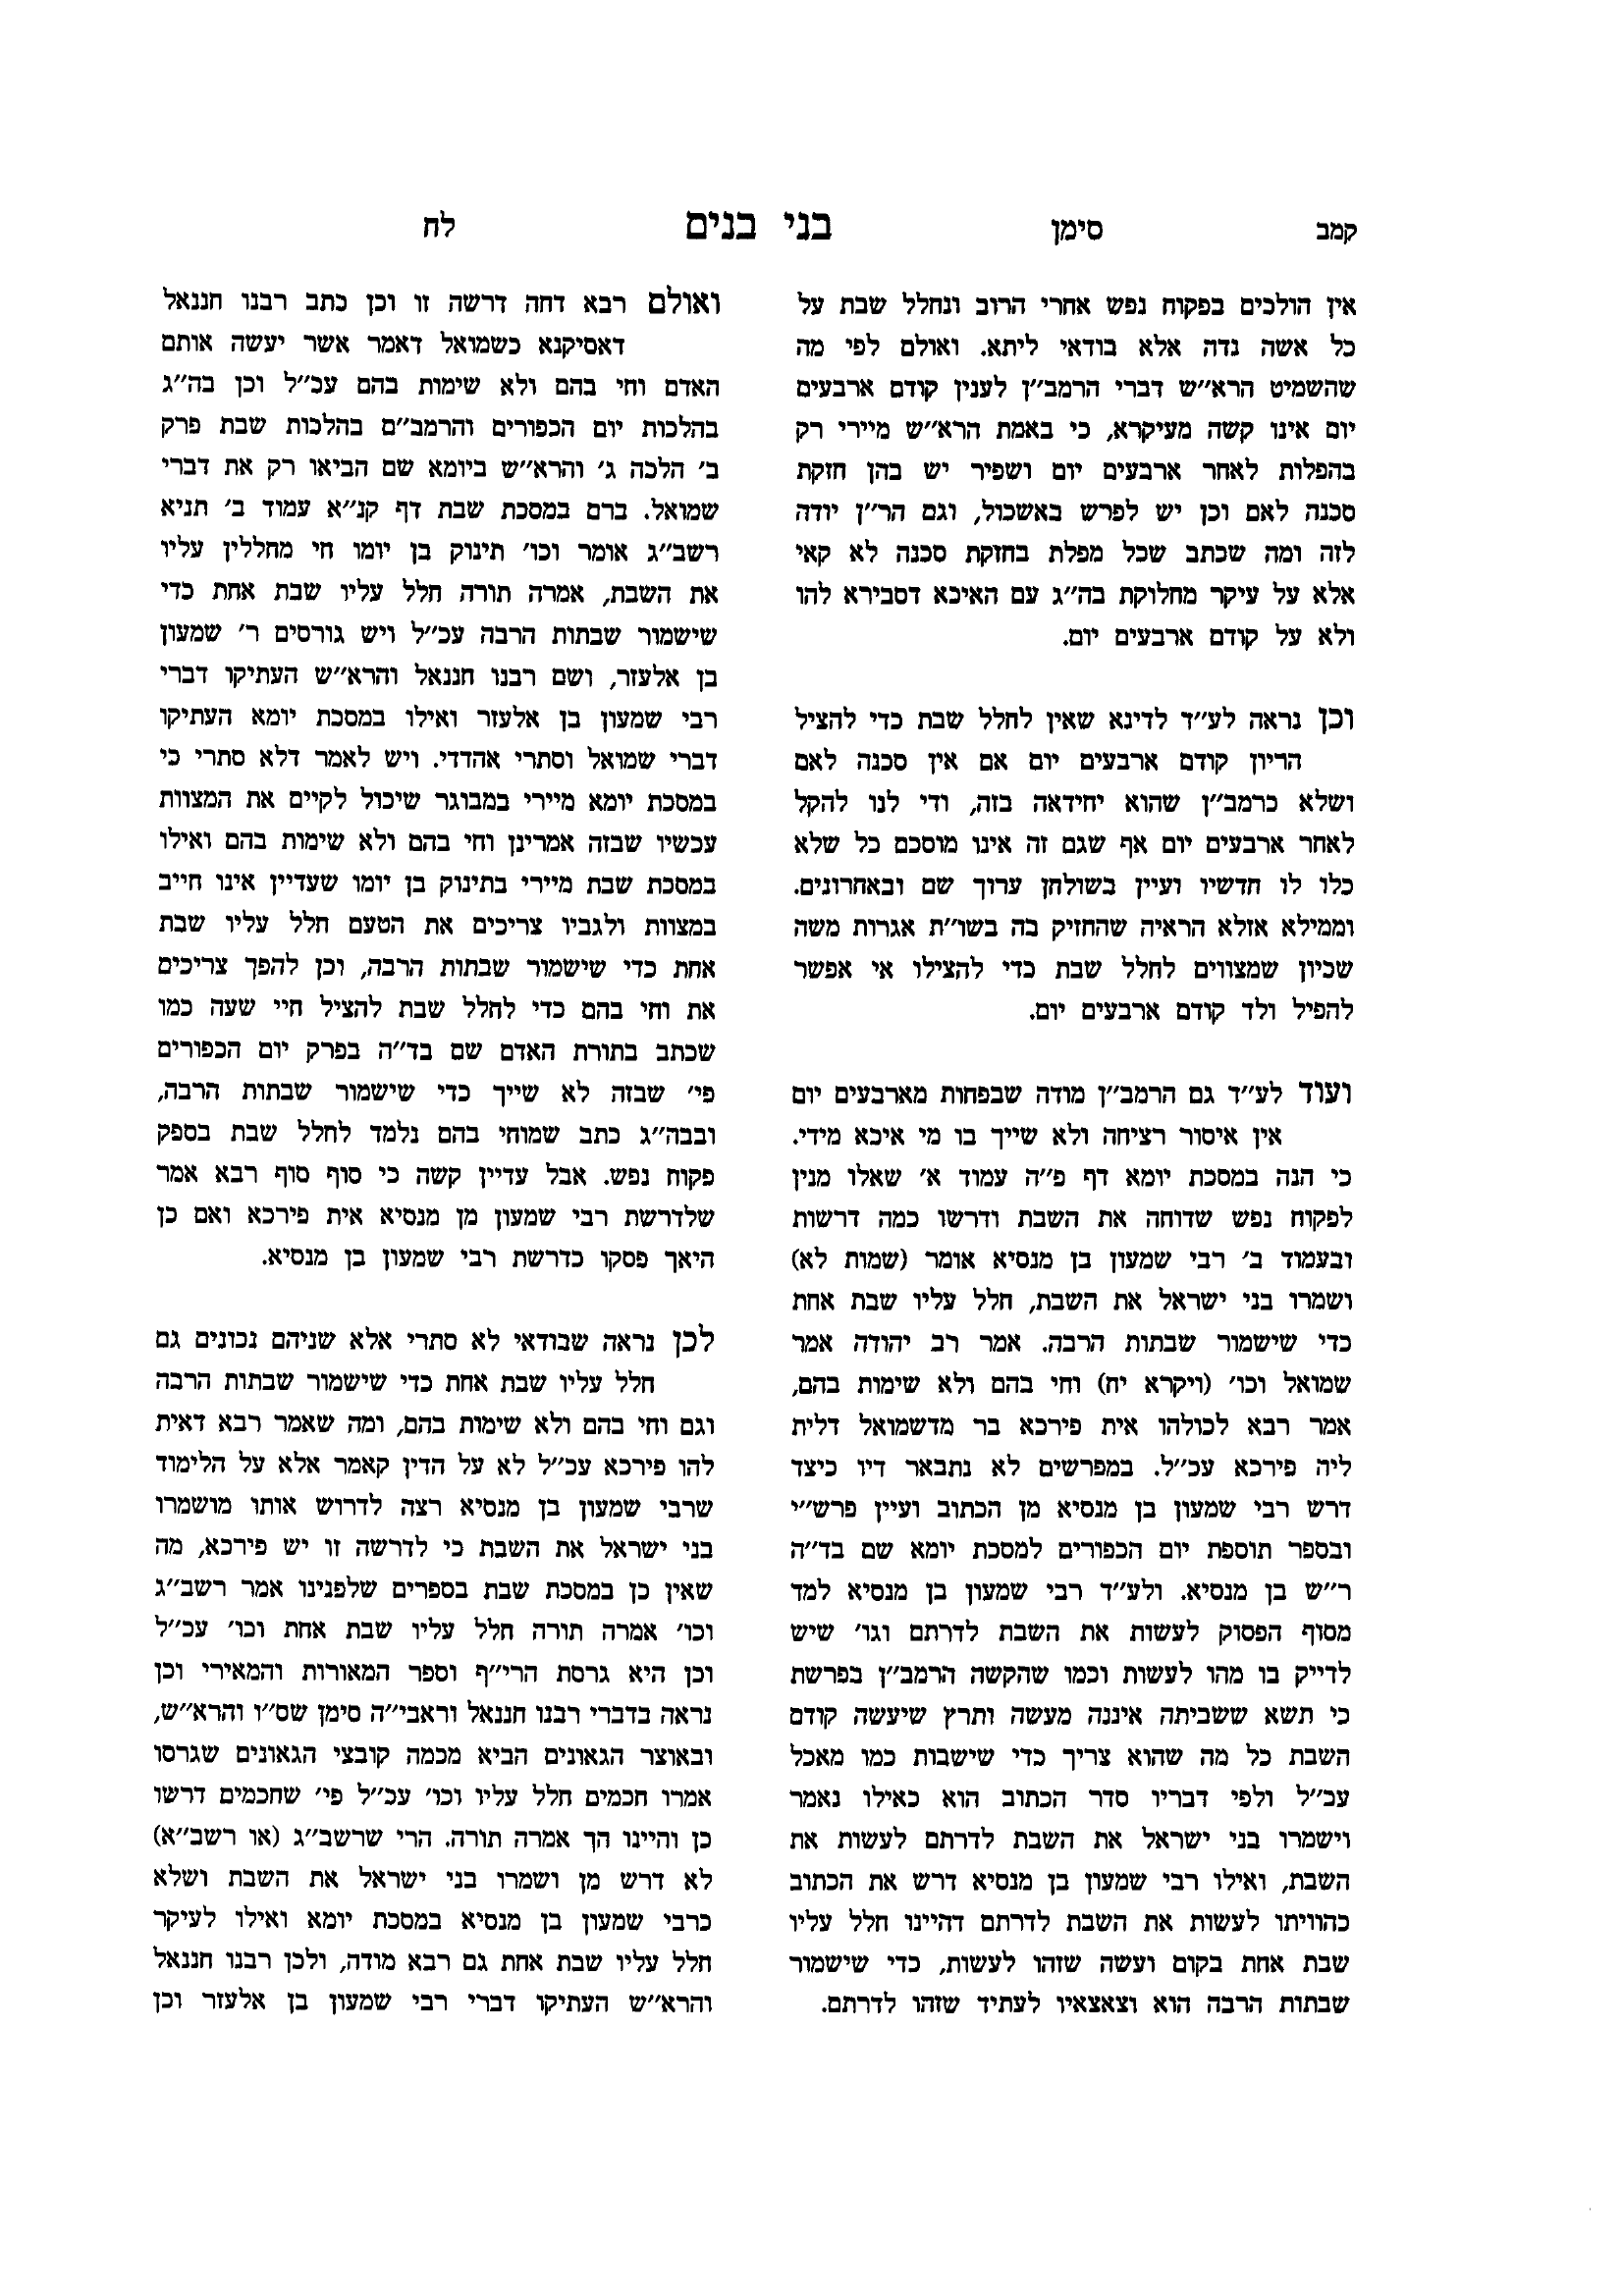 קמב סימן בני בנים לח
אין הולכים בפקוח נפש אחרי הרוב ונחלל שבת על
כל אשה נדה אלא בודאי ליתא. ואולם לפי מה
שהשמיט הרא״ש דברי הרמב״ן לענין קודם ארבעים
יום אינו קשה מעיקרא, כי באמת הרא״ש מיירי רק
בהפלות לאחר ארבעים יום ושפיר יש בהן חזקת
סכנה לאם וכן יש לפרש באשכול, וגם הר״ן יודה
לזה ומה שכתב שכל מפלת בחזקת סכנה לא קאי
אלא על עיקר מחלוקת בה״ג עם האיכא דסבירא להו
ולא על קודם ארבעים יום.
וכן נראה לע״ד לדינא שאין לחלל שבת כדי להציל
הריון קודם ארבעים יום אם אין סכנה לאם
ושלא כרמב״ן שהוא יחידאה בזה, ודי לנו להקל
לאחר ארבעים יום אף שגם זה אינו מוסכם כל שלא
כלו לו חדשיו ועיין בשולחן ערוך שם ובאחרונים.
וממילא אזלא הראיה שהחזיק בה בשו״ת אגרות משה
שכיון שמצווים לחלל שבת כדי להצילו אי אפשר
להפיל ולד קודם ארבעים יום.
ועוד לע״ד גם הרמב״ן מודה שבפחות מארבעים יום
אין איסור רציחה ולא שייך בו מי איכא מידי.
כי הנה במסכת יומא דף פ״ה עמוד א׳ שאלו מנין
לפקוח נפש שדוחה את השבת ודרשו כמה דרשות
ובעמוד ב׳ רבי שמעון בן מנסיא אומר (שמות לא)
ושמרו בני ישראל את השבת, חלל עליו שבת אחת
כדי שישמור שבתות הרבה. אמר רב יהודה אמר
שמואל וכו׳ (ויקרא יח) וחי בהם ולא שימות בהם,
אמר רבא לכולהו אית פירכא בר מדשמואל דלית
ליה פירכא עכ״ל. במפרשים לא נתבאר דיו כיצד
דרש רבי שמעון בן מנסיא מן הכתוב ועיין פרש״י
ובספר תוספת יום הכפורים למסכת יומא שם בד״ה
ר״ש בן מנסיא. ולע״ד רבי שמעון בן מנסיא למד
מסוף הפסוק לעשות את השבת לדרתם וגו׳ שיש
לדייק בו מהו לעשות וכמו שהקשה הרמב״ן בפרשת
כי תשא ששביתה איננה מעשה ותרץ שיעשה קודם
השבת כל מה שהוא צריך כדי שישבות כמו מאכל
עכ״ל ולפי דבריו סדר הכתוב הוא כאילו נאמר
וישמרו בני ישראל את השבת לדרתם לעשות את
השבת, ואילו רבי שמעון בן מנסיא דרש את הכתוב
כהוויתו לעשות את השבת לדרתם דהיינו חלל עליו
שבת אחת בקום ועשה שזהו לעשות, כדי שישמור
שבתות הרבה הוא וצאצאיו לעתיד שזהו לדרתם.
ואולם רבא דחה דרשה זו וכן כתב רבנו חננאל
דאסיקנא כשמואל דאמר אשר יעשה אותם
האדם וחי בהם ולא שימות בהם עכ״ל וכן בה״ג
בהלכות יום הכפורים והרמב״ם בהלכות שבת פרק
ב׳ הלכה ג׳ והרא״ש ביומא שם הביאו רק את דברי
שמואל. ברם במסכת שבת דף קנ״א עמוד ב׳ תניא
רשב״ג אומר וכו׳ תינוק בן יומו חי מחללין עליו
את השבת, אמרה תורה חלל עליו שבת אחת כדי
שישמור שבתות הרבה עכ״ל ויש גורסים ר׳ שמעון
בן אלעזר, ושם רבנו חננאל והרא״ש העתיקו דברי
רבי שמעון בן אלעזר ואילו במסכת יומא העתיקו
דברי שמואל וסתרי אהדדי. ויש לאמר דלא סתרי כי
במסכת יומא מיירי במבוגר שיכול לקיים את המצוות
עכשיו שבזה אמרינן וחי בהם ולא שימות בהם ואילו
במסכת שבת מיירי בתינוק בן יומו שעדיין אינו חייב
במצוות ולגביו צריכים את הטעם חלל עליו שבת
אחת כדי שישמור שבתות הרבה, וכן להפך צריכים
את וחי בהם כדי לחלל שבת להציל חיי שעה כמו
שכתב בתורת האדם שם בד״ה בפרק יום הכפורים
פי׳ שבזה לא שייך כדי שישמור שבתות הרבה,
ובבה״ג כתב שמוחי בהם נלמד לחלל שבת בספק
פקוח נפש. אבל עדיין קשה כי סוף סוף רבא אמר
שלדרשת רבי שמעון מן מנסיא אית פירכא ואם כן
היאך פסקו כדרשת רבי שמעון בן מנסיא.
לכן נראה שבודאי לא סתרי אלא שניהם נכונים גם
חלל עליו שבת אחת כדי שישמור שבתות הרבה
וגם וחי בהם ולא שימות בהם, ומה שאמר רבא דאית
להו פירכא עכ״ל לא על הדין קאמר אלא על הלימוד
שרבי שמעון בן מנסיא רצה לדרוש אותו מושמרו
בני ישראל את השבת כי לדרשה זו יש פירכא, מה
שאין כן במסכת שבת בספרים שלפנינו אמר רשב״ג
וכו׳ אמרה תורה חלל עליו שבת אחת וכו׳ עכ״ל
וכן היא גרסת הרי״ף וספר המאורות והמאירי וכן
נראה בדברי רבנו חננאל וראבי״ה סימן שס״ו והרא״ש,
ובאוצר הגאונים הביא מכמה קובצי הגאונים שגרסו
אמרו חכמים חלל עליו וכו׳ עכ״ל פי׳ שחכמים דרשו
כן והיינו הך אמרה תורה. הרי שרשב״ג (או רשב״א)
לא דרש מן ושמרו בני ישראל את השבת ושלא
כרבי שמעון בן מנסיא במסכת יומא ואילו לעיקר
חלל עליו שבת אחת גם רבא מודה, ולכן רבנו חננאל
והרא״ש העתיקו דברי רבי שמעון בן אלעזר וכן